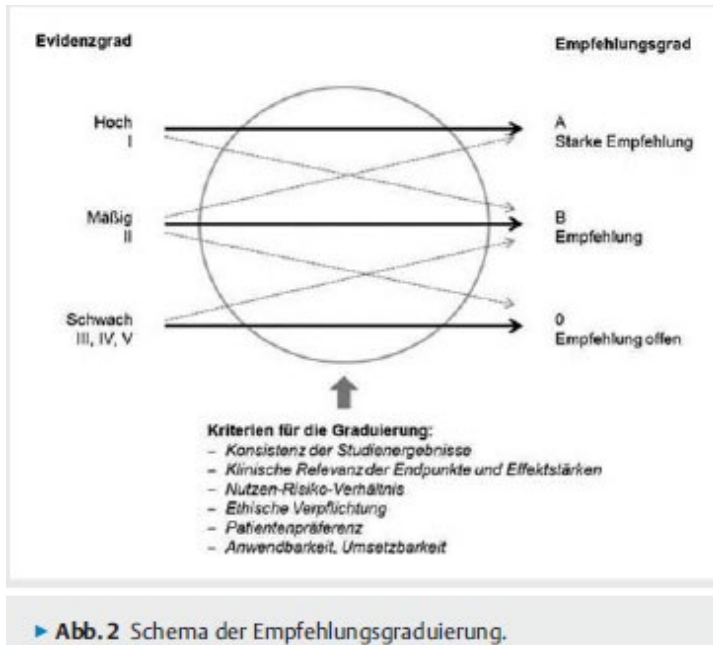 Evidenzgrad
Empfehlungsgrad
Hoch
I
A
Starke Empfehlung
Mäßig
II
B
Empfehlung
Schwach
III, IV, V
0
Empfehlung offen
Kriterien für die Graduierung:
– Konsistenz der Studienergebnisse
– Klinische Relevanz der Endpunkte und Effektstärken
– Nutzen-Risiko-Verhältnis
– Ethische Verpflichtung
– Patientenpräferenz
– Anwendbarkeit, Umsetzbarkeit
► Abb. 2 Schema der Empfehlungsgraduierung.